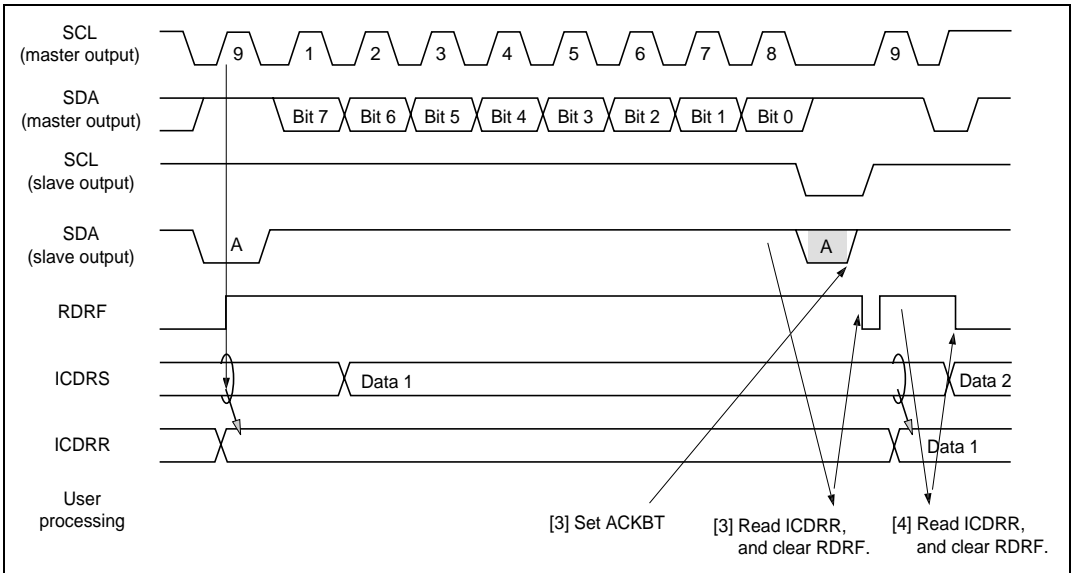 SCL
(master output)
9 1 2 3 4 5 6 7 8 9
SDA
(master output)
Bit 7 Bit 6 Bit 5 Bit 4 Bit 3 Bit 2 Bit 1 Bit 0
SCL
(slave output)
SDA
(slave output)
A A
RDRF
ICDRS
Data 1 Data 2
ICDRR
Data 1
User
processing
[3] Set ACKBT
[3] Read ICDRR,
and clear RDRF.
[4] Read ICDRR,
and clear RDRF.